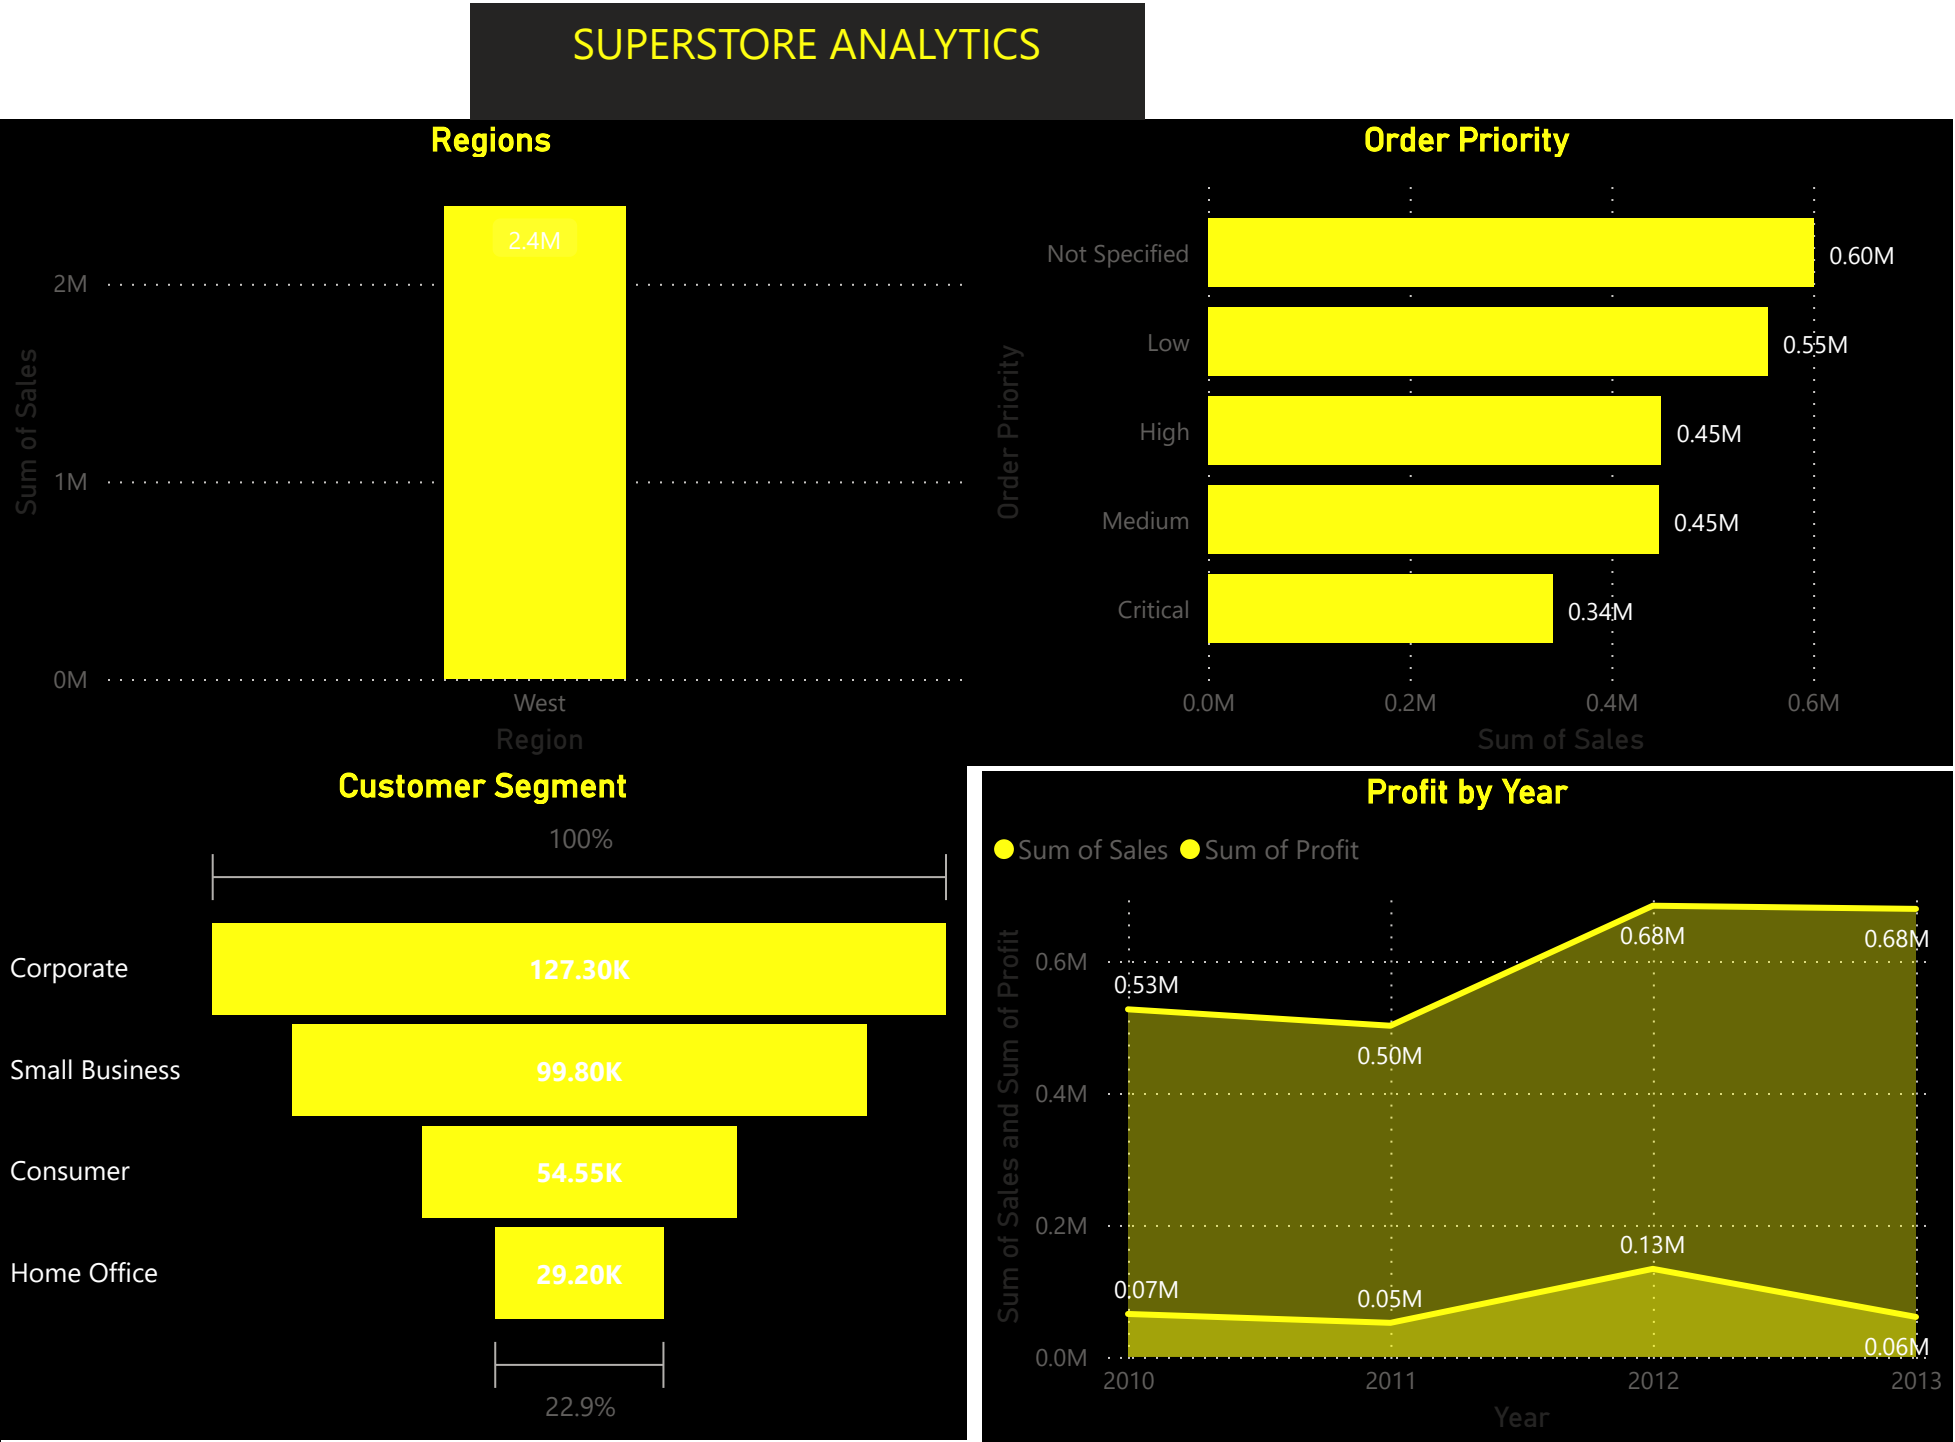 SUPERSTORE ANALYTICS
Regions
2.4M
2M
1M
0M
Sum of Sales
West
Region
Order Priority
Order Priority
Not Specified
0.60M
Low
0.55M
High
0.45M
Medium
0.45M
Critical
0.34M
0.0M 0.2M 0.4M 0.6M
Sum of Sales
Customer Segment
100%
Corporate
127.30K
Small Business
99.80K
Consumer
54.55K
Home Office
29.20K
22.9%
Profit by Year
Sum of Sales Sum of Profit
Sum of Sales and Sum of Profit
0.6M
0.4M
0.2M
0.0M
0.53M
0.50M
0.68M
0.68M
0.07M
0.05M
0.13M
0.06M
2010 2011 2012 2013
Year